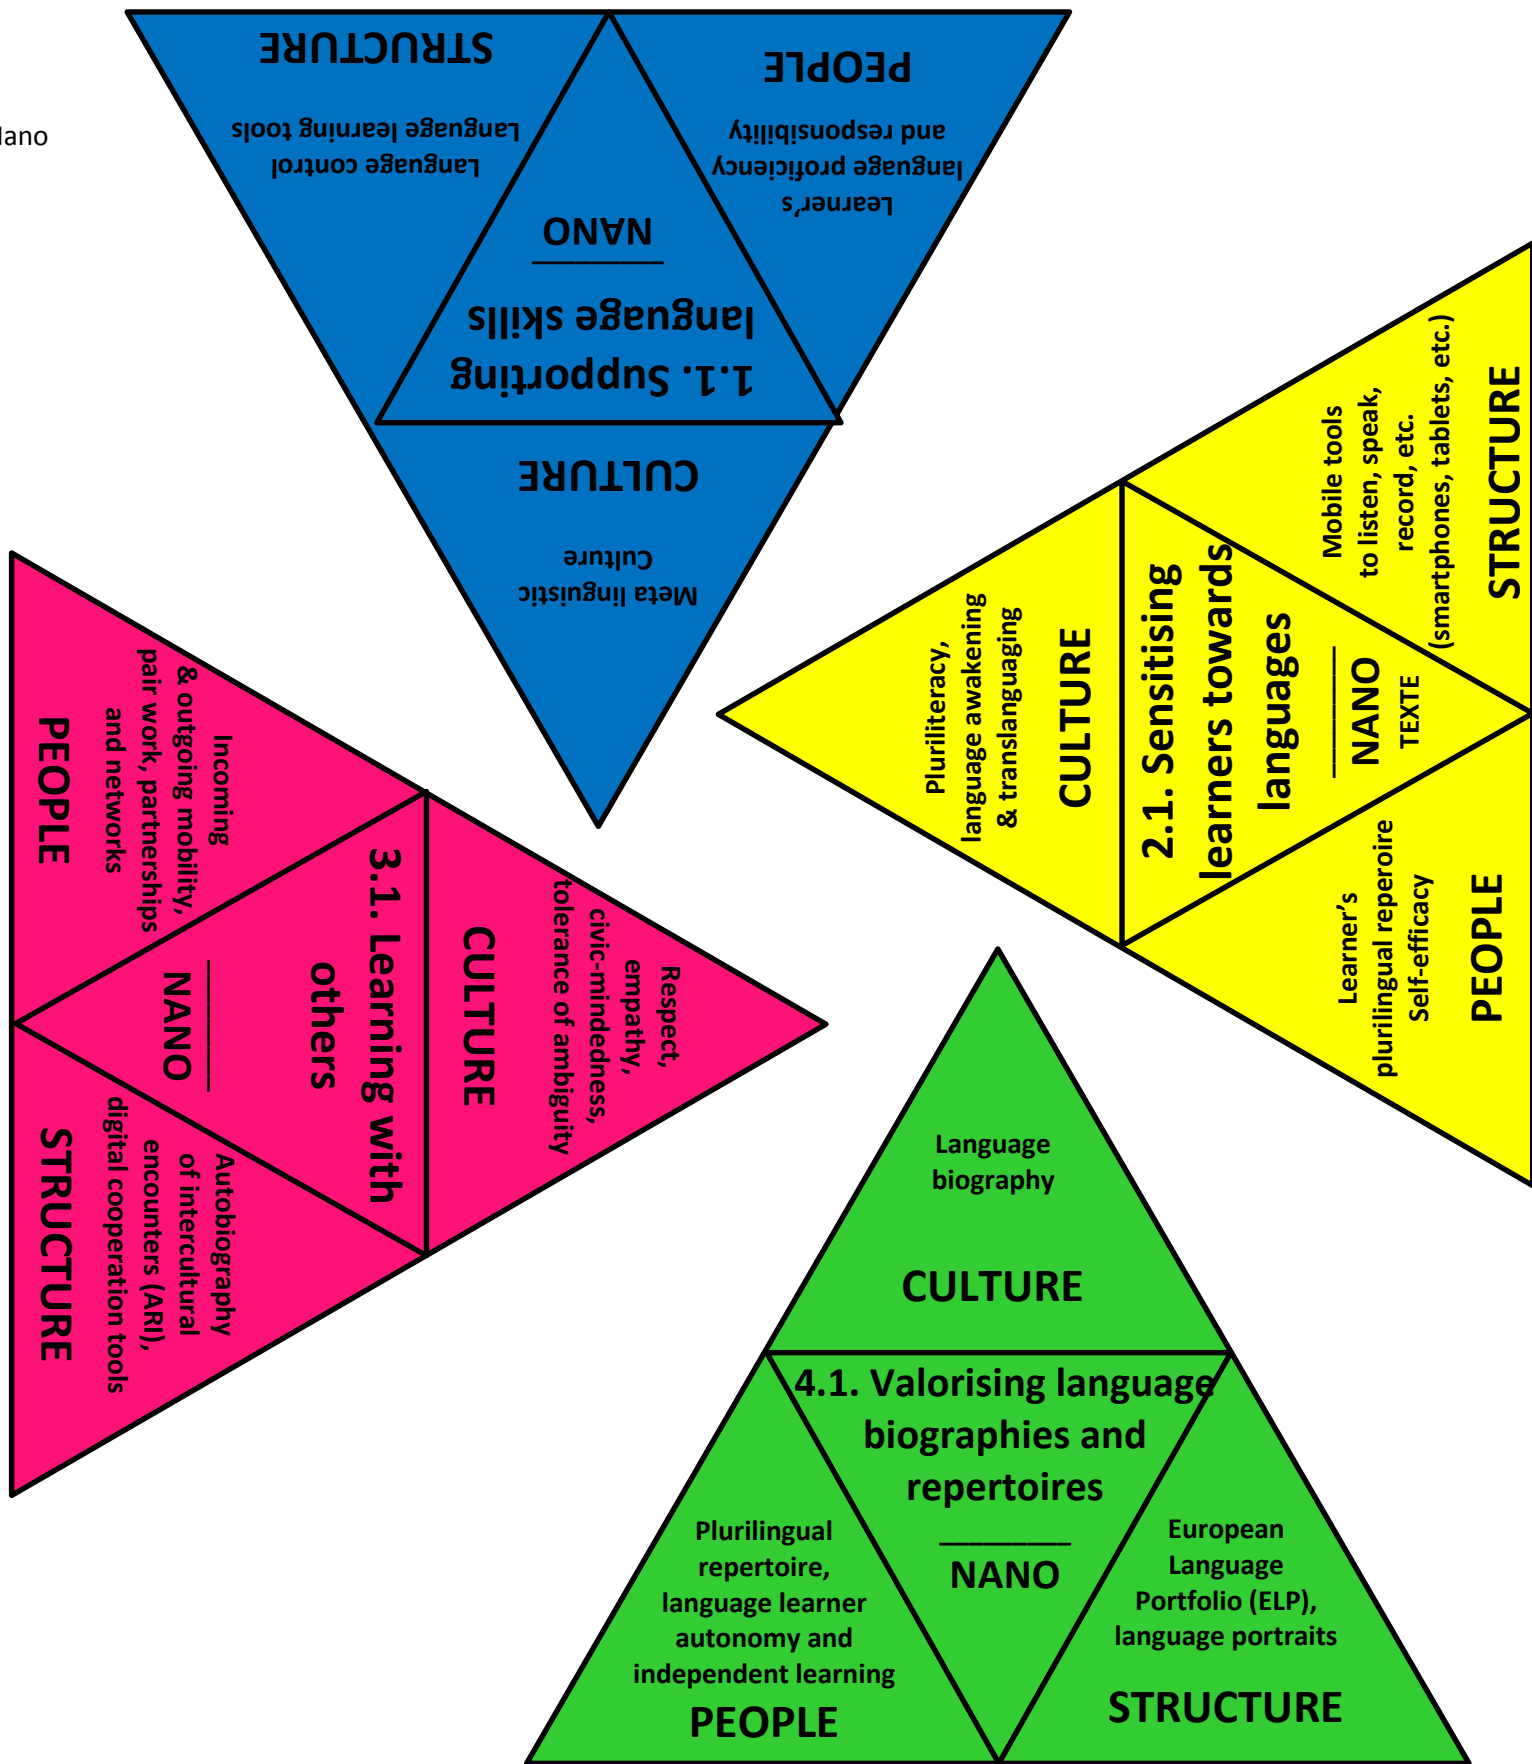 lano
STRUCTURE
Language learning tools
Language control
PEOPLE
Learner’s
language proficiency
and responsibility
1.1. Supporting
language skills
_________
NANO
Meta linguistic
Culture
CULTURE
Mobile tools
to listen, speak,
record, etc.
(smartphones, tablets, etc.)
STRUCTURE
Pluriliteracy,
language awakening
& translanguaging
CULTURE
2.1. Sensitising
learners towards
languages
_________
NANO
TEXTE
Learner’s
plurilingual reperoire
Self-efficacy
PEOPLE
Incoming
& outgoing mobility,
pair work, partnerships
and networks
PEOPLE
Respect,
empathy,
civic-mindedness,
tolerance of ambiguity
CULTURE
3.1. Learning with
others
_________
NANO
Autobiography
of intercultural
encounters (ARI),
digital cooperation tools
STRUCTURE
Language
biography
CULTURE
4.1. Valorising language
biographies and
repertoires
_________
NANO
Plurilingual
repertoire,
language learner
autonomy and
independent learning
PEOPLE
European
Language
Portfolio (ELP),
language portraits
STRUCTURE